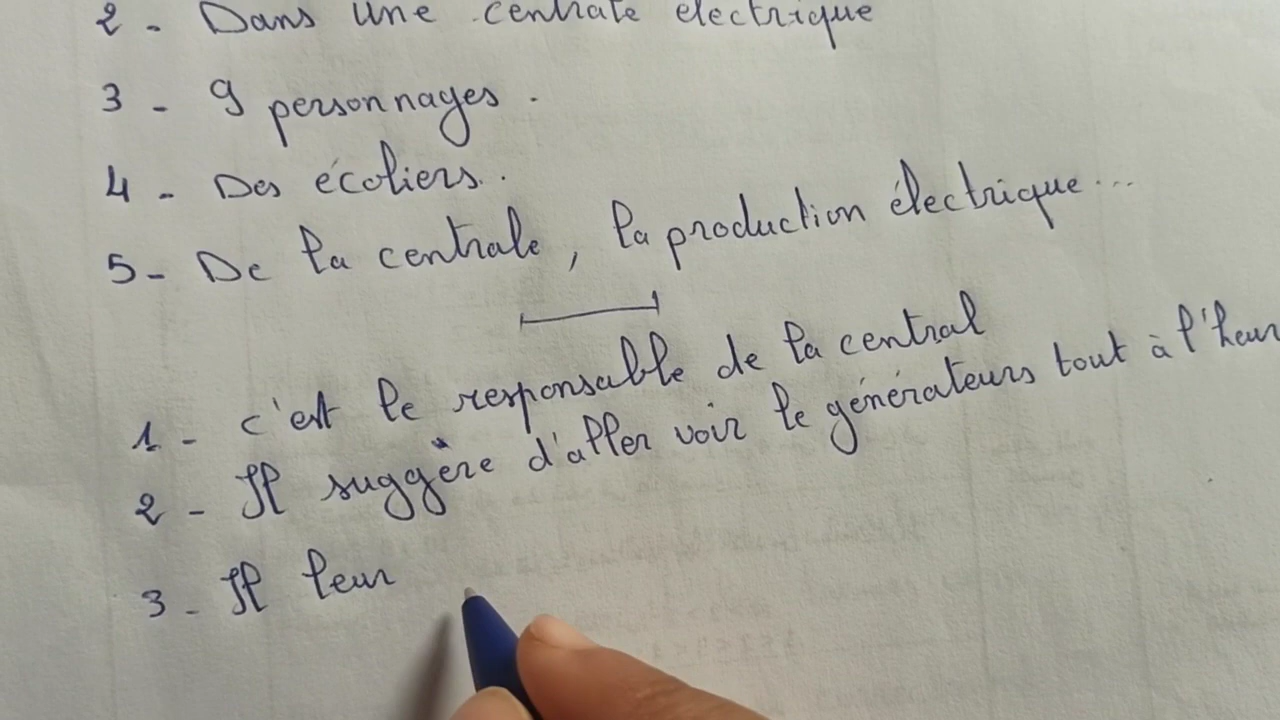 2 - Dans une centrale électrique
3 - 9 personnages.
4 - Des écoliers..
5 - De la centrale, la production électrique...
1 - c'est le responsable de la central
2 - Il suggère d'aller voir le générateurs tout à l'heur
3 - Il leur